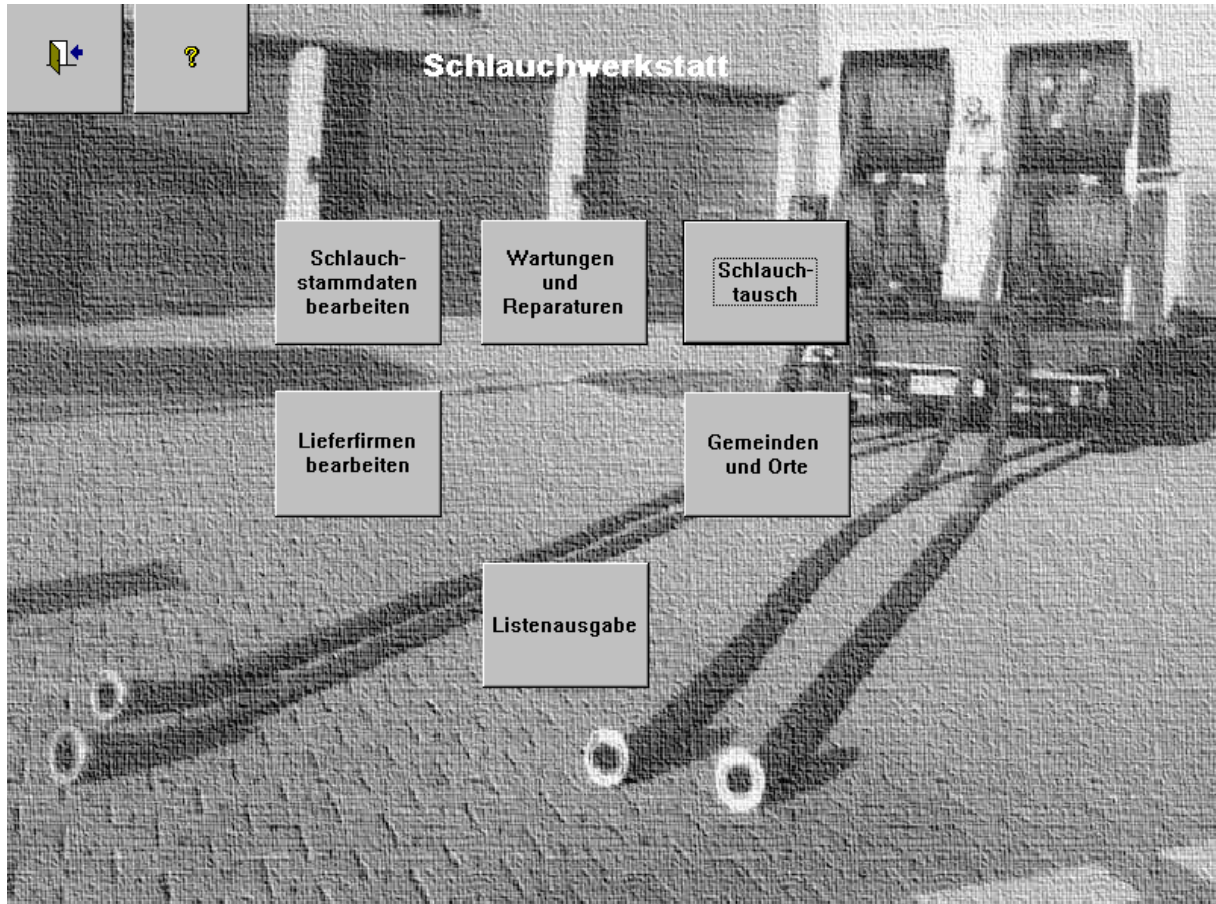 ?
Schlauchwerkstatt
Schlauch-
stammdaten
bearbeiten
Wartungen
und
Reparaturen
Schlauch-
tausch
Lieferfirmen
bearbeiten
Gemeinden
und Orte
Listenausgabe